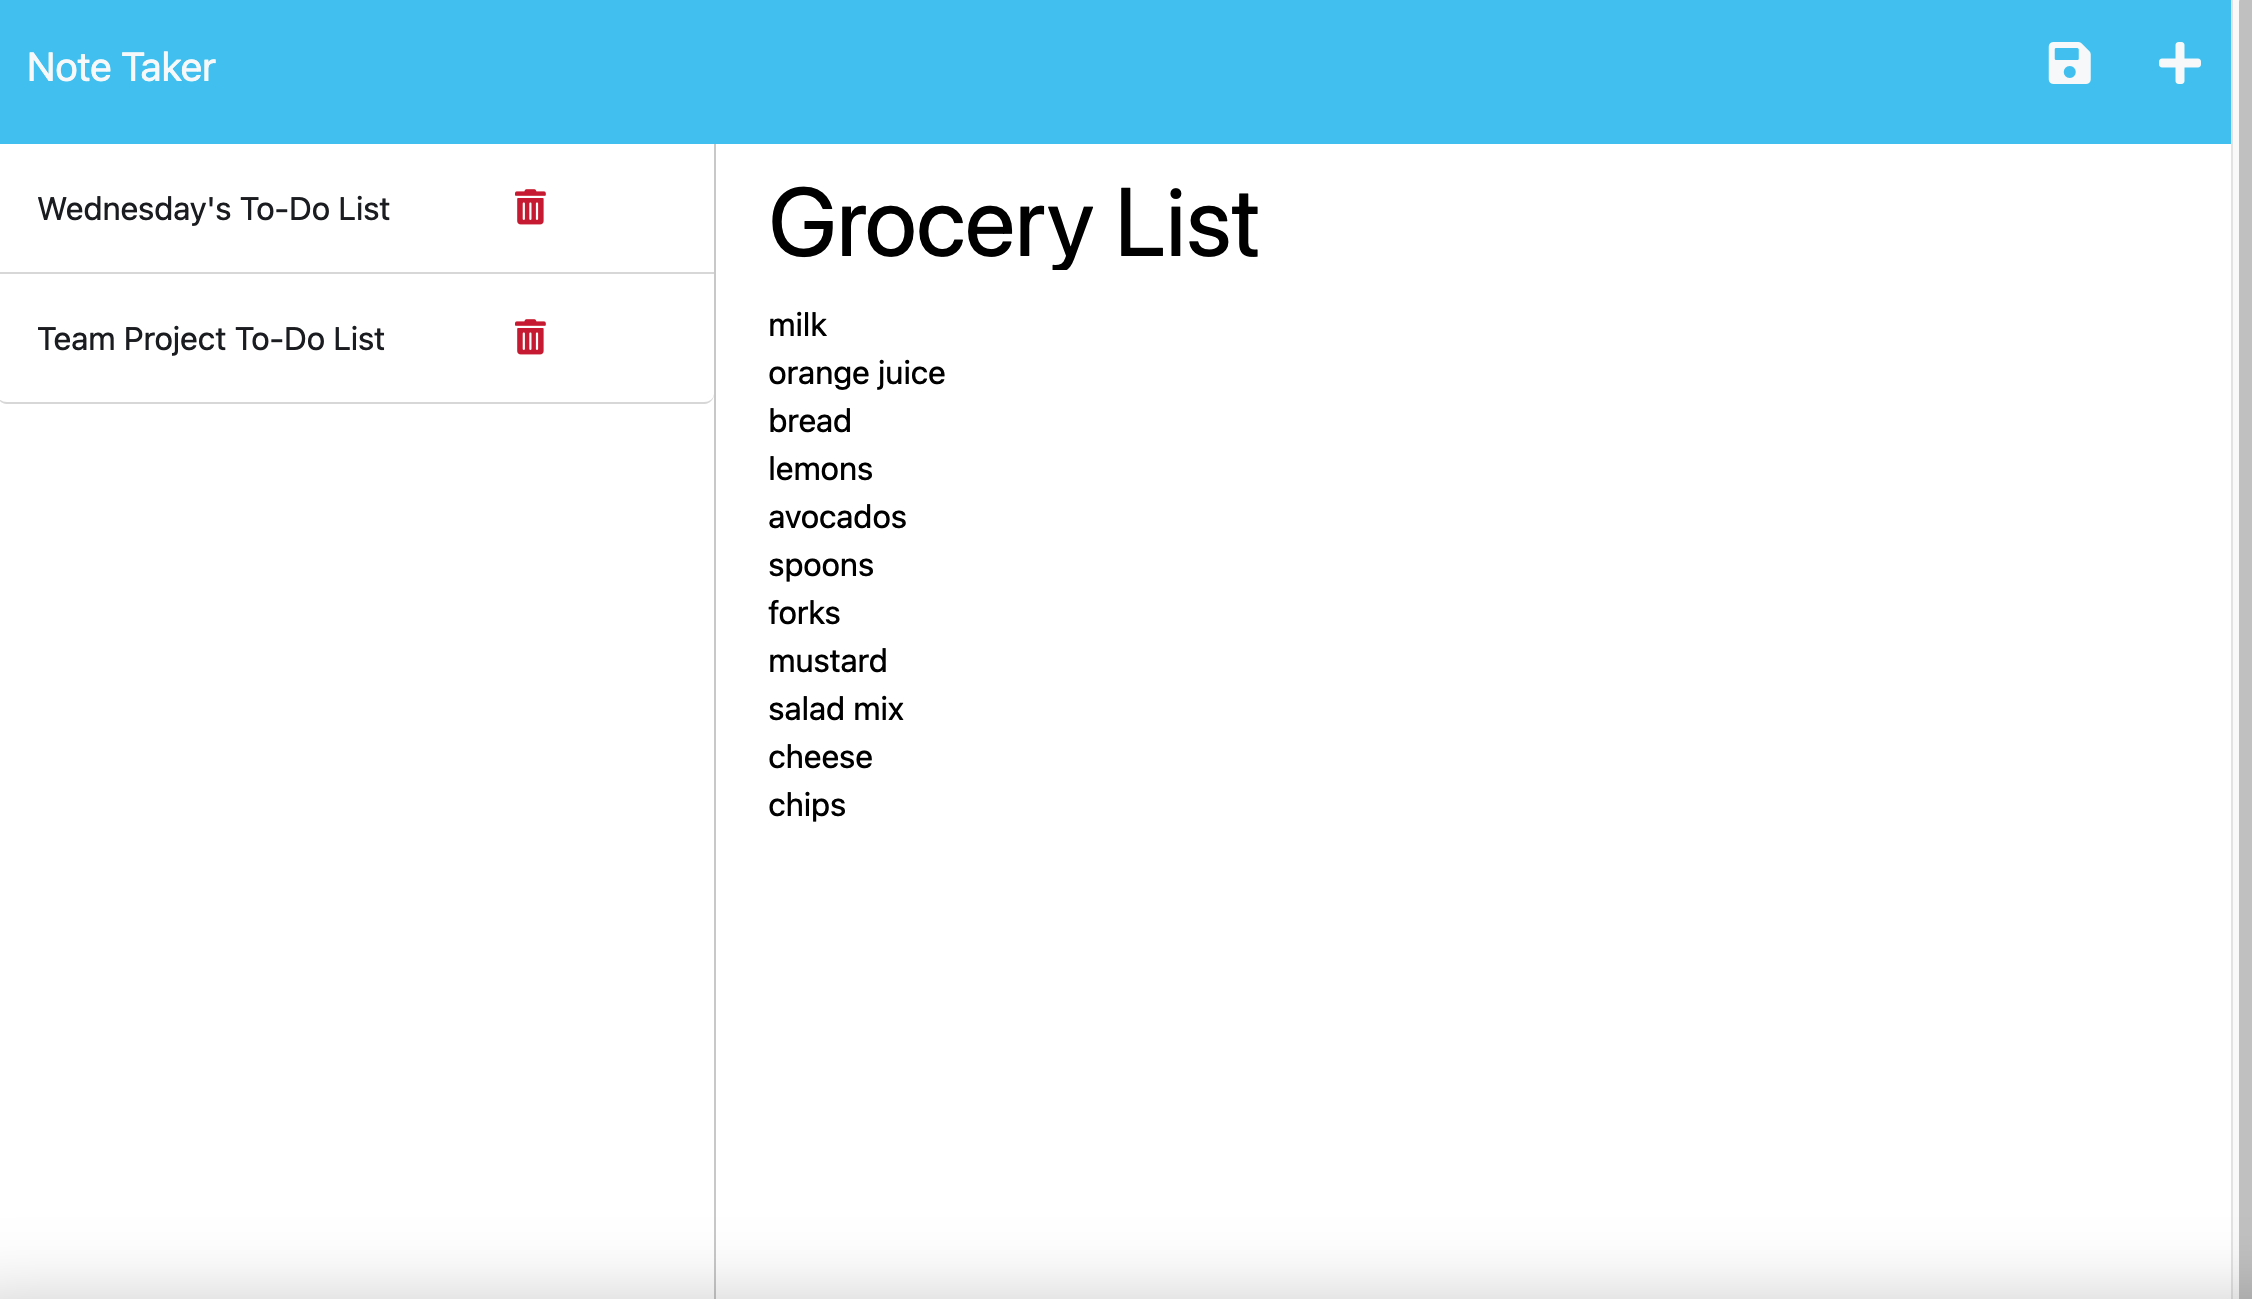 Note Taker
Wednesday's To-Do List
Team Project To-Do List
Grocery List
milk
orange juice
bread
lemons
avocados
spoons
forks
mustard
salad mix
cheese
chips